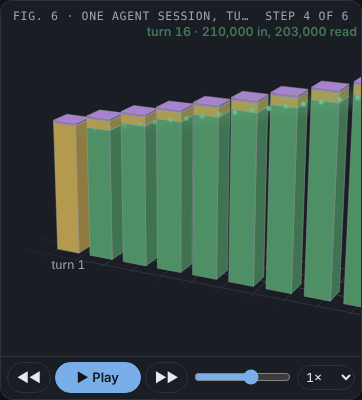 FIG. 6 · ONE AGENT SESSION, TU… STEP 4 OF 6
turn 16 · 210,000 in, 203,000 read
turn 1
Play
1×